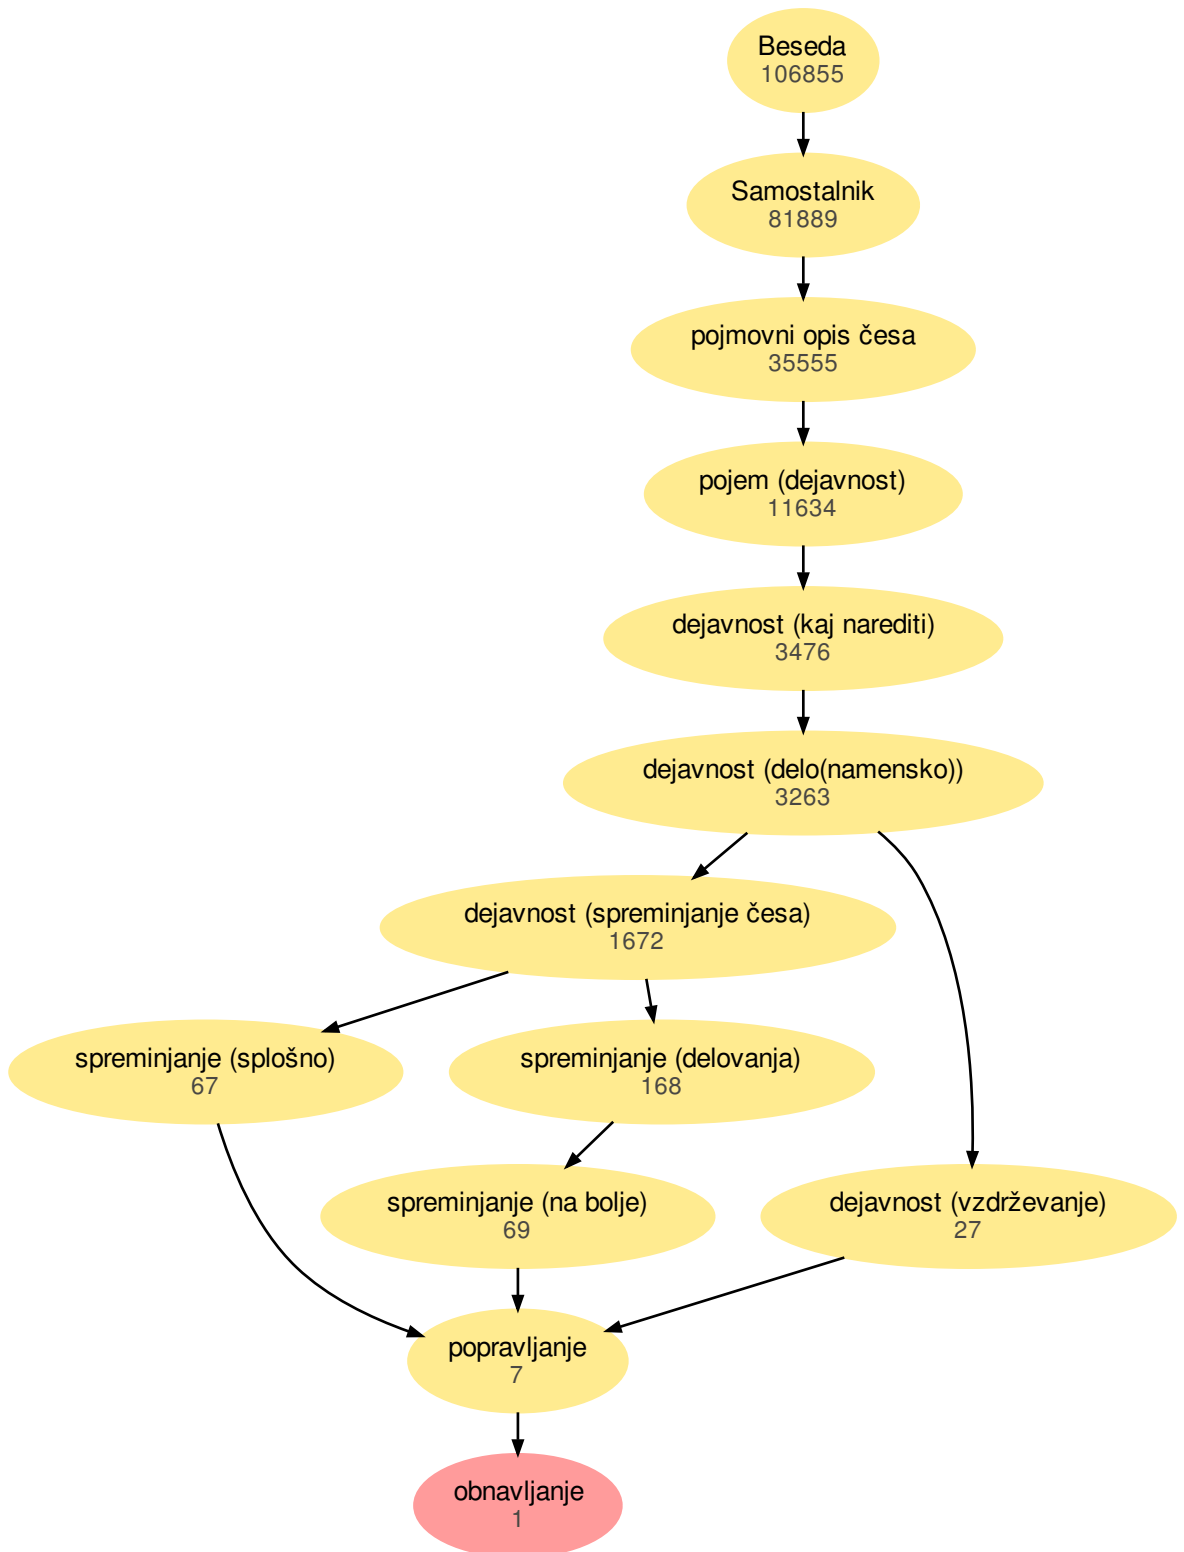 Beseda
106855
Samostalnik
81889
pojmovni opis česa
35555
pojem (dejavnost)
11634
dejavnost (kaj narediti)
3476
dejavnost (delo(namensko))
3263
dejavnost (spreminjanje česa)
1672
spreminjanje (splošno)
67
spreminjanje (delovanja)
168
spreminjanje (na bolje)
69
dejavnost (vzdrževanje)
27
popravljanje
7
obnavljanje
1